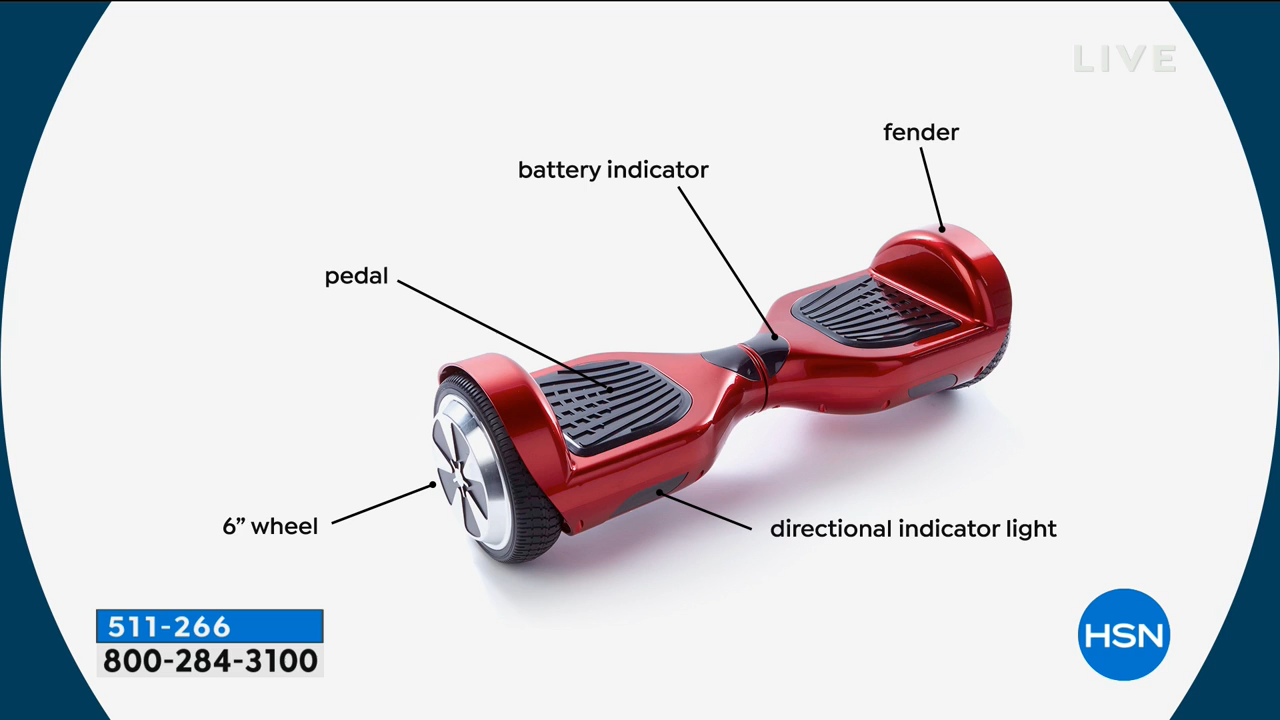 LIVE
fender
battery indicator
pedal
6” wheel
directional indicator light
511-266
800-284-3100
HSN